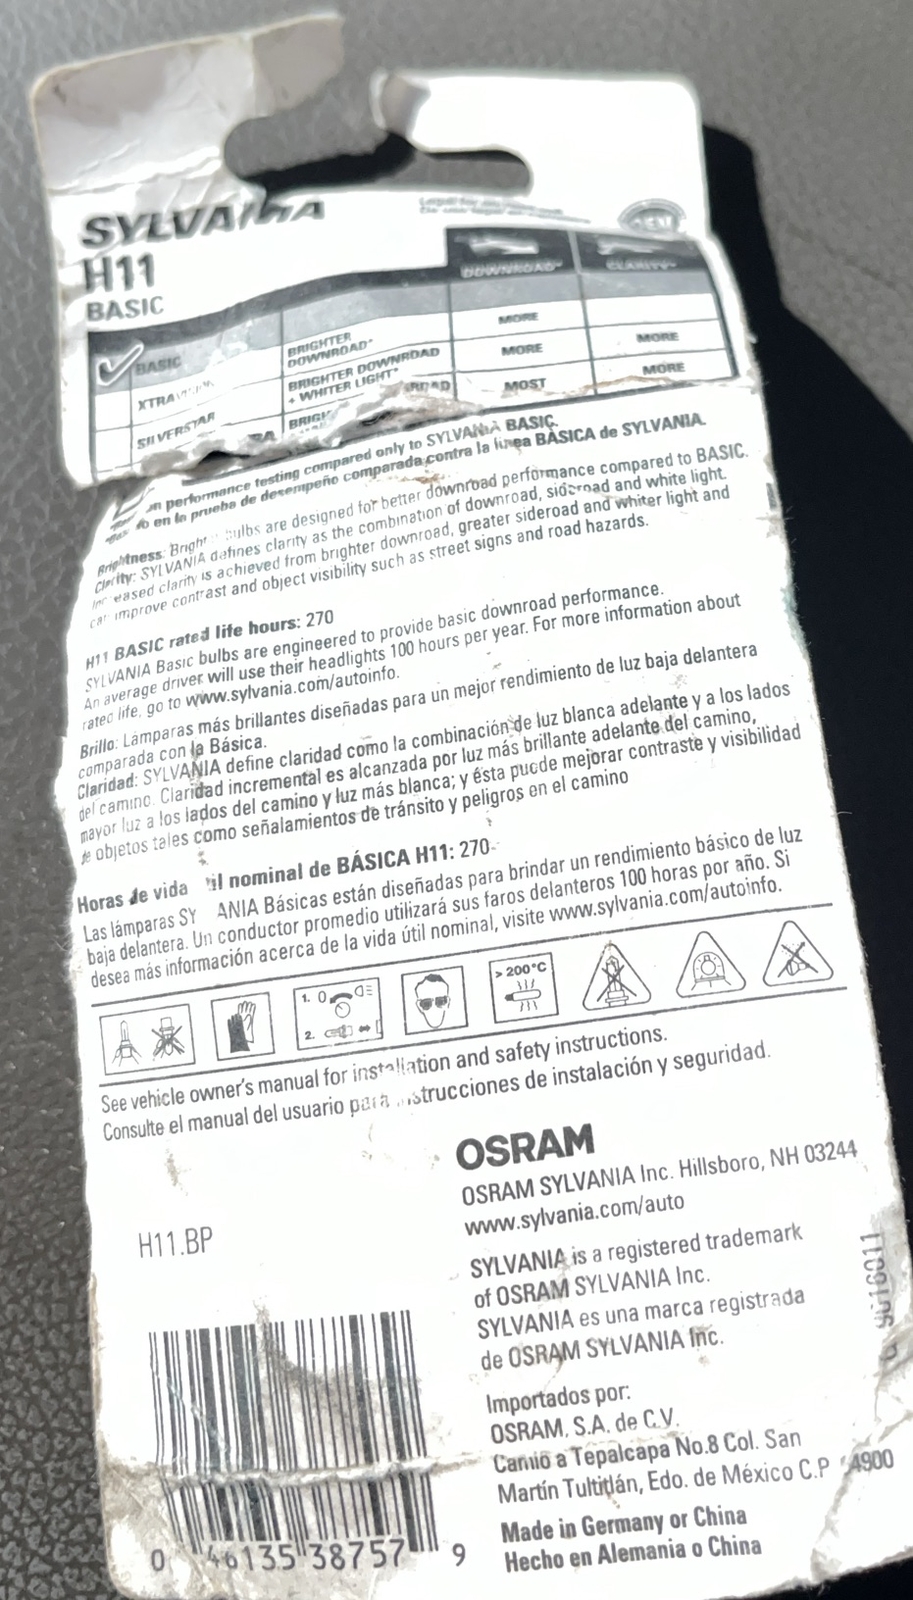 SYLVANIA
H11
BASIC
DOWNROAD* CLARITY*
BASIC BRIGHTER DOWNROAD* MORE
BRIGHTER DOWNROAD + WHITER LIGHT* MORE MORE
SILVERSTAR MOST MORE
performance testing compared only to SYLVANIA BASIC.
en la prueba de desempeño comparada contra la línea BÁSICA de SYLVANIA.
Brightness: bulbs are designed for better downroad performance compared to BASIC.
Clarity: SYLVANIA defines clarity as the combination of downroad, sideroad and white light.
Increased clarity is achieved from brighter downroad, greater sideroad and whiter light and
can improve contrast and object visibility such as street signs and road hazards.
H11 BASIC rated life hours: 270
SYLVANIA Basic bulbs are engineered to provide basic downroad performance.
An average driver will use their headlights 100 hours per year. For more information about
rated life, go to www.sylvania.com/autoinfo.
Brillo: Lámparas más brillantes diseñadas para un mejor rendimiento de luz baja delantera
comparada con la Básica.
Claridad: SYLVANIA define claridad como la combinación de luz blanca adelante y a los lados
del camino. Claridad incremental es alcanzada por luz más brillante adelante del camino,
mayor luz a los lados del camino y luz más blanca; y ésta puede mejorar contraste y visibilidad
de objetos tales como señalamientos de tránsito y peligros en el camino
Horas de vida nominal de BÁSICA H11: 270
Las lámparas Básicas están diseñadas para brindar un rendimiento básico de luz
baja delantera. Un conductor promedio utilizará sus faros delanteros 100 horas por año. Si
desea más información acerca de la vida útil nominal, visite www.sylvania.com/autoinfo.
1. 0
2.
> 200°C
See vehicle owner's manual for installation and safety instructions.
Consulte el manual del usuario para instrucciones de instalación y seguridad.
OSRAM
OSRAM SYLVANIA Inc. Hillsboro, NH 03244
www.sylvania.com/auto
H11.BP
SYLVANIA is a registered trademark
of OSRAM SYLVANIA Inc.
SYLVANIA es una marca registrada
de OSRAM SYLVANIA Inc.
Importados por:
OSRAM, S.A. de C.V.
Camino a Tepalcapa No.8 Col. San
Martín Tultitlán, Edo. de México C.P
Made in Germany or China
Hecho en Alemania o China
0 46135 38757 9